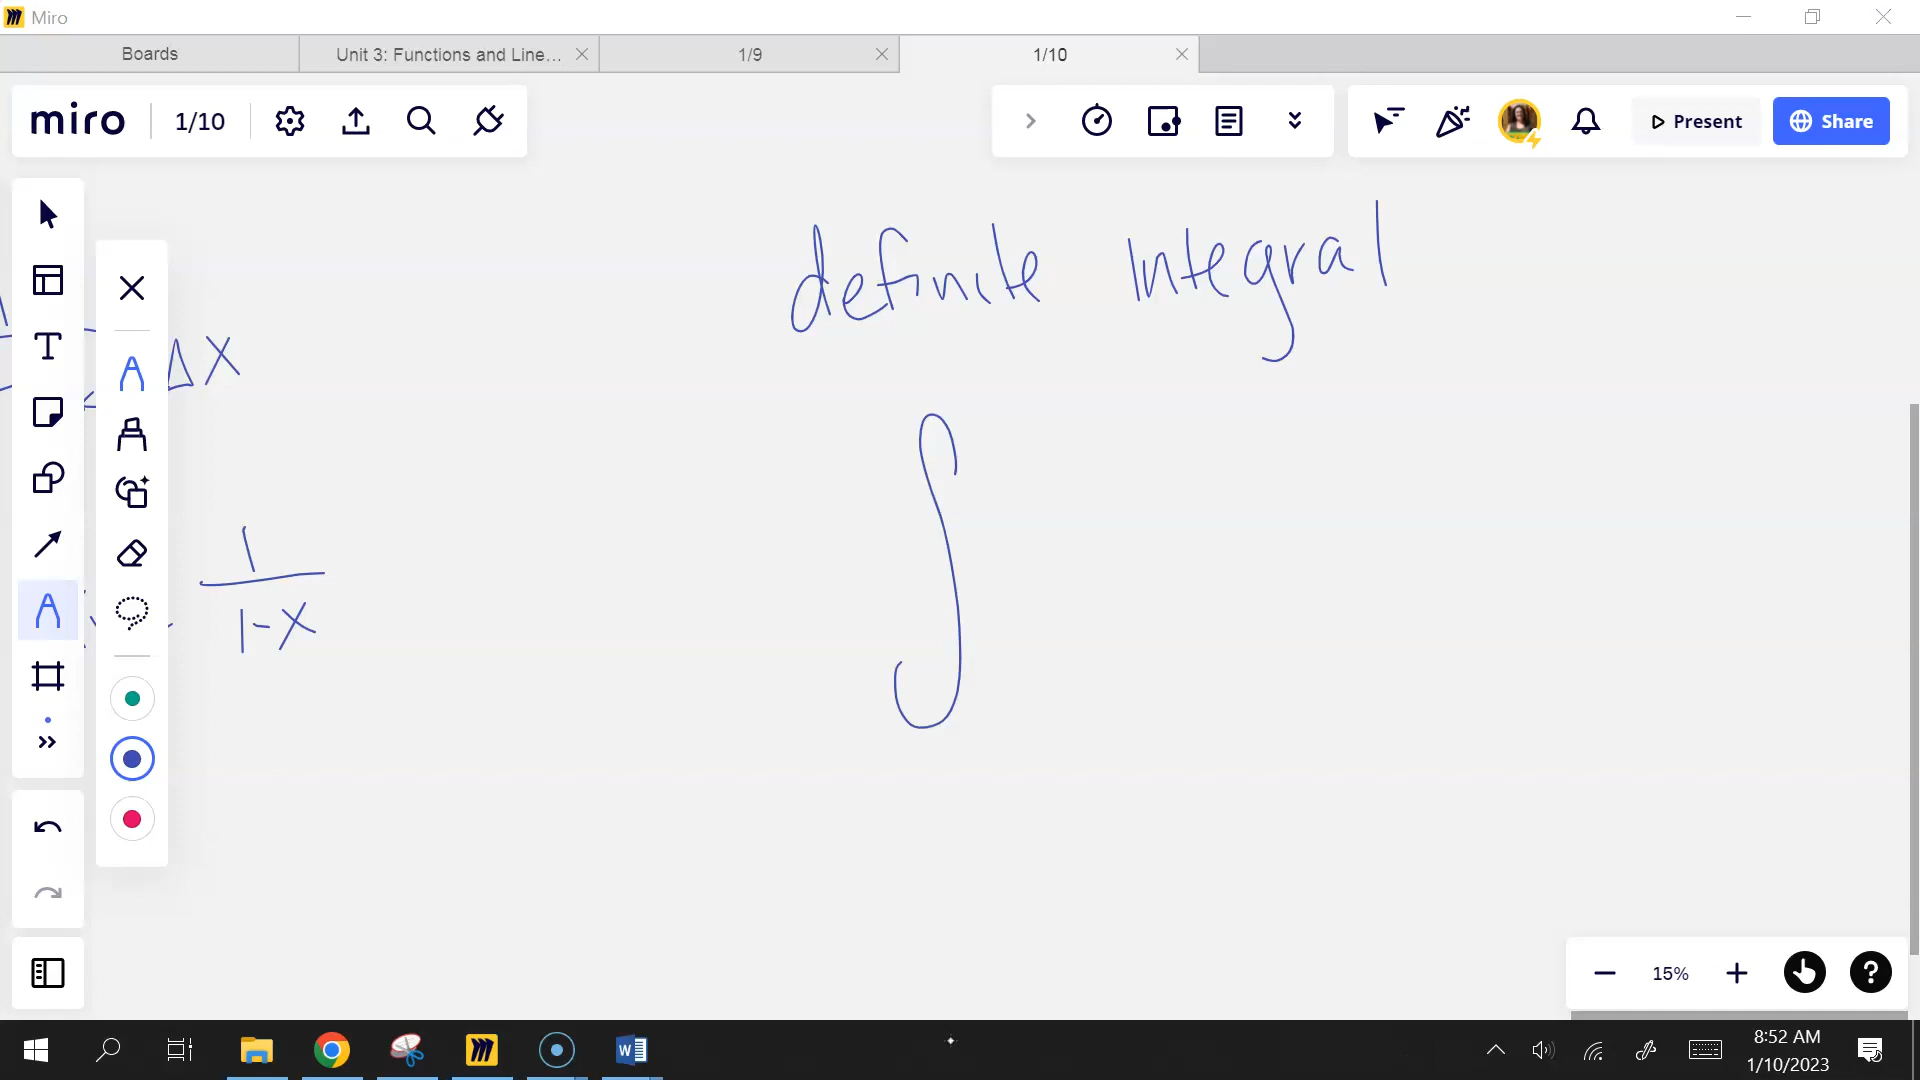 Miro
Boards
Unit 3: Functions and Line...
1/9
1/10
miro
1/10
Present
Share
definite integral
Δx
∫
1
1-x
15%
8:52 AM
1/10/2023